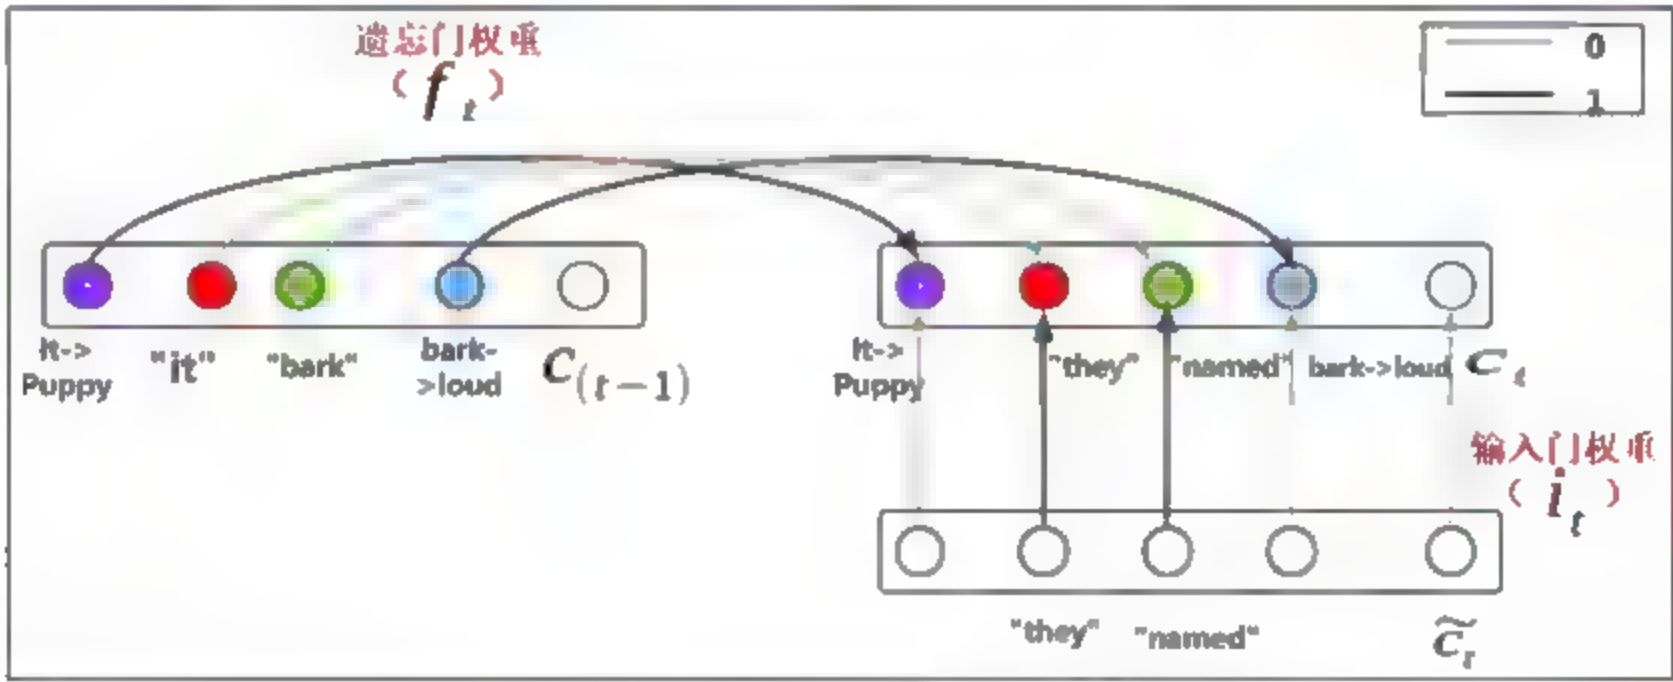 遗忘门权重
( f t )
0
1
It->
Puppy
"it"
"bark"
bark-
>loud
C(t-1)
It->
Puppy
"they"
"named"
bark->loud
C t
输入门权重
( i t )
"they"
"named"
C̃t